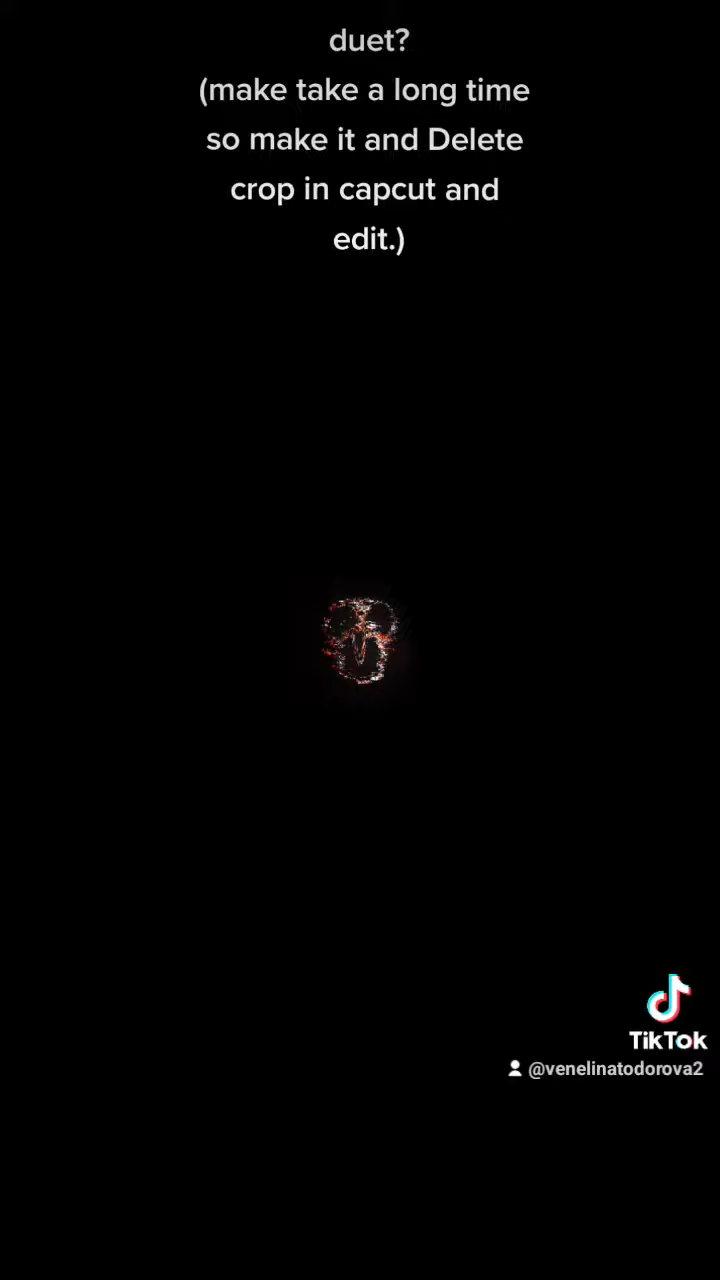 duet?
(make take a long time
so make it and Delete
crop in capcut and
edit.)
TikTok
@venelinatodorova2